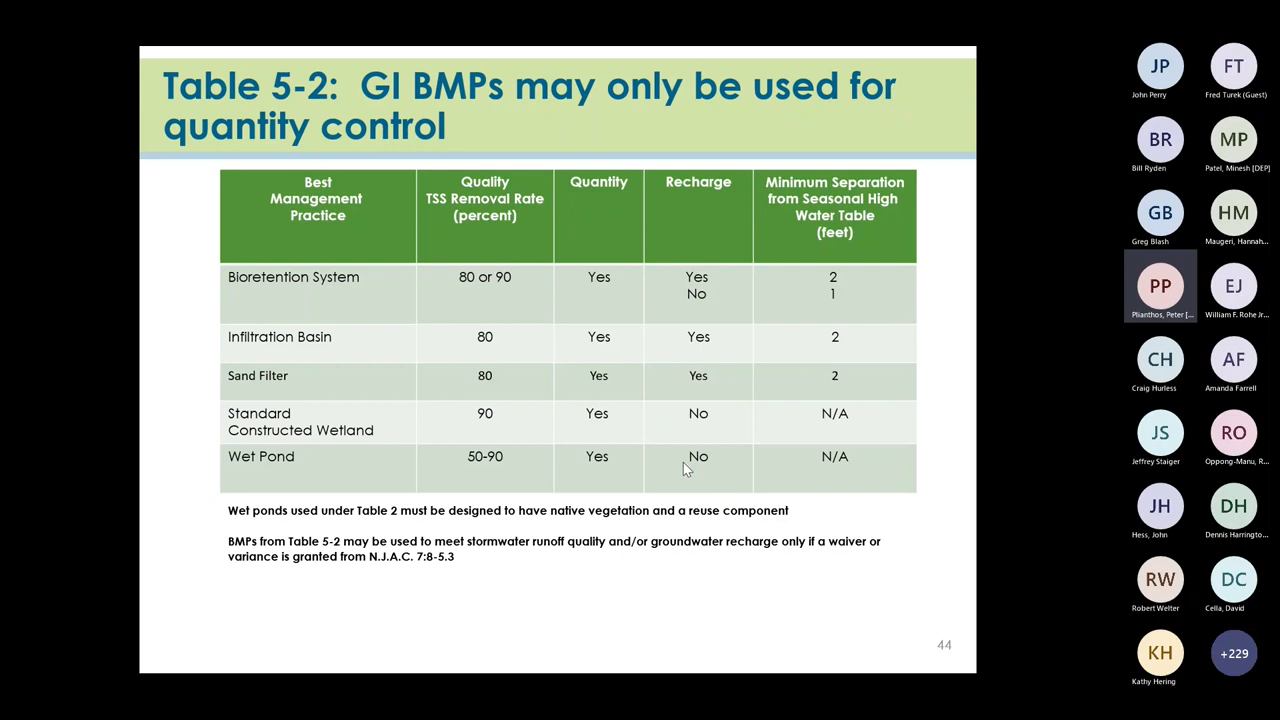 Table 5-2: GI BMPs may only be used for
quantity control
Best
Management
Practice
Quality
TSS Removal Rate
(percent)
Quantity
Recharge
Minimum Separation
from Seasonal High
Water Table
(feet)
Bioretention System
80 or 90
Yes
Yes
No
2
1
Infiltration Basin
80
Yes
Yes
2
Sand Filter
80
Yes
Yes
2
Standard
Constructed Wetland
90
Yes
No
N/A
Wet Pond
50-90
Yes
No
N/A
Wet ponds used under Table 2 must be designed to have native vegetation and a reuse component
BMPs from Table 5-2 may be used to meet stormwater runoff quality and/or groundwater recharge only if a waiver or
variance is granted from N.J.A.C. 7:8-5.3
44
JP
John Perry
FT
Fred Turek (Guest)
BR
Bill Ryden
MP
Patel, Minesh [DEP]
GB
Greg Blash
HM
Maugeri, Hannah...
PP
Plianthos, Peter [...
EJ
William F. Rohe Jr...
CH
Craig Hurless
AF
Amanda Farrell
JS
Jeffrey Staiger
RO
Oppong-Manu, R...
JH
Hess, John
DH
Dennis Harringto...
RW
Robert Welter
DC
Cella, David
KH
Kathy Hering
+229